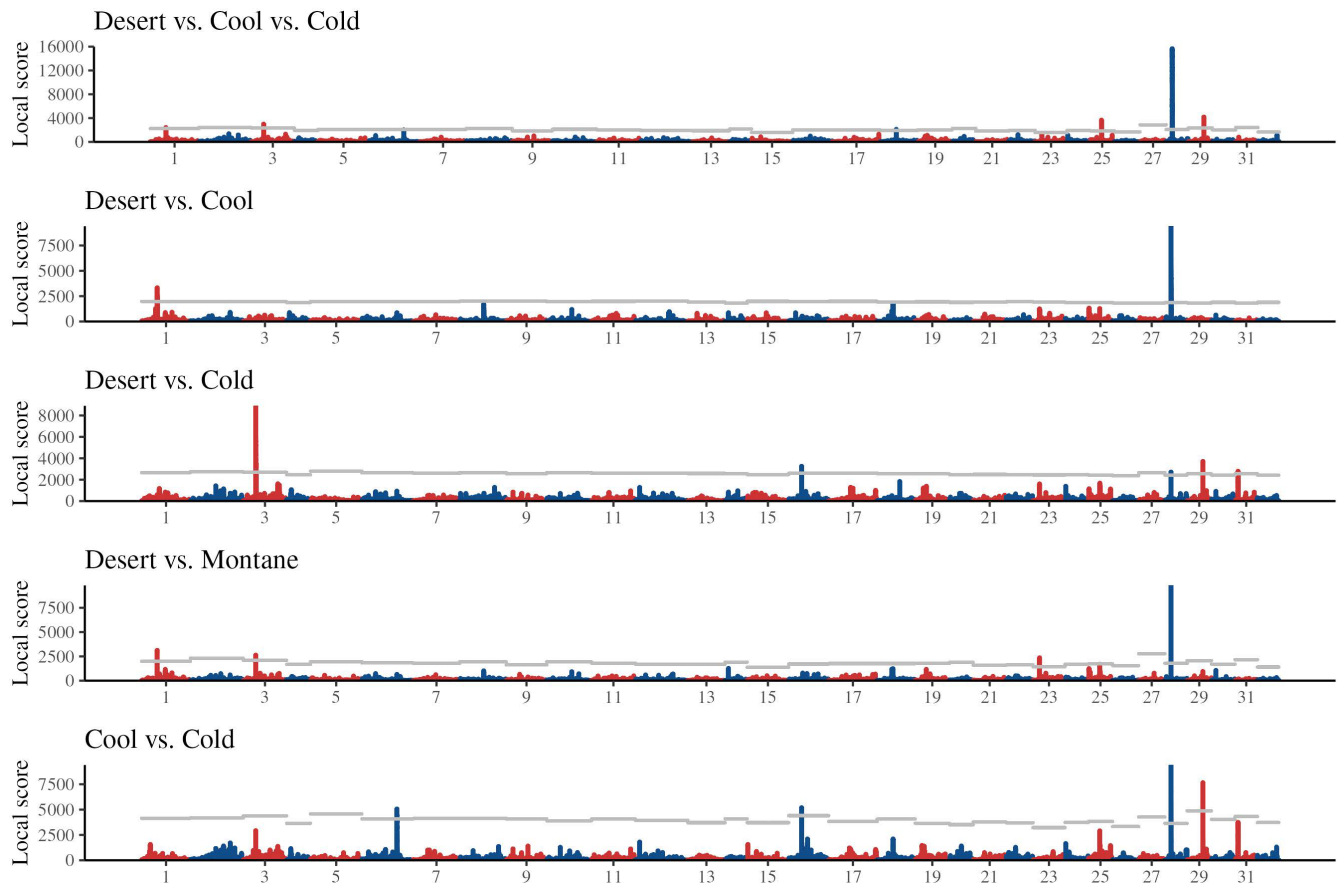 Desert vs. Cool vs. Cold
Local score
16000
12000
8000
4000
0
1 3 5 7 9 11 13 15 17 19 21 23 25 27 29 31
Desert vs. Cool
Local score
7500
5000
2500
0
1 3 5 7 9 11 13 15 17 19 21 23 25 27 29 31
Desert vs. Cold
Local score
8000
6000
4000
2000
0
1 3 5 7 9 11 13 15 17 19 21 23 25 27 29 31
Desert vs. Montane
Local score
7500
5000
2500
0
1 3 5 7 9 11 13 15 17 19 21 23 25 27 29 31
Cool vs. Cold
Local score
7500
5000
2500
0
1 3 5 7 9 11 13 15 17 19 21 23 25 27 29 31